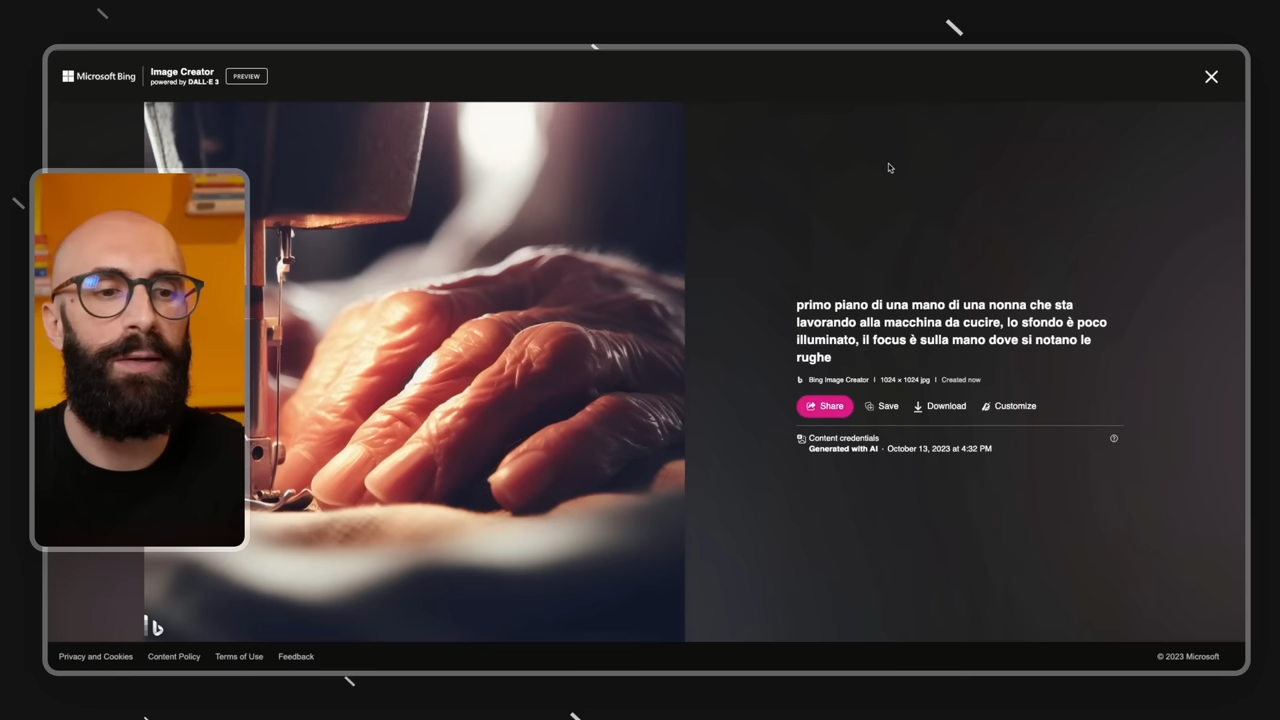 Microsoft Bing
Image Creator
powered by DALL·E 3
PREVIEW
primo piano di una mano di una nonna che sta
lavorando alla macchina da cucire, lo sfondo è poco
illuminato, il focus è sulla mano dove si notano le
rughe
Bing Image Creator | 1024 x 1024 jpg | Created now
Share Save Download Customize
Content credentials
Generated with AI · October 13, 2023 at 4:32 PM
Privacy and Cookies Content Policy Terms of Use Feedback
© 2023 Microsoft